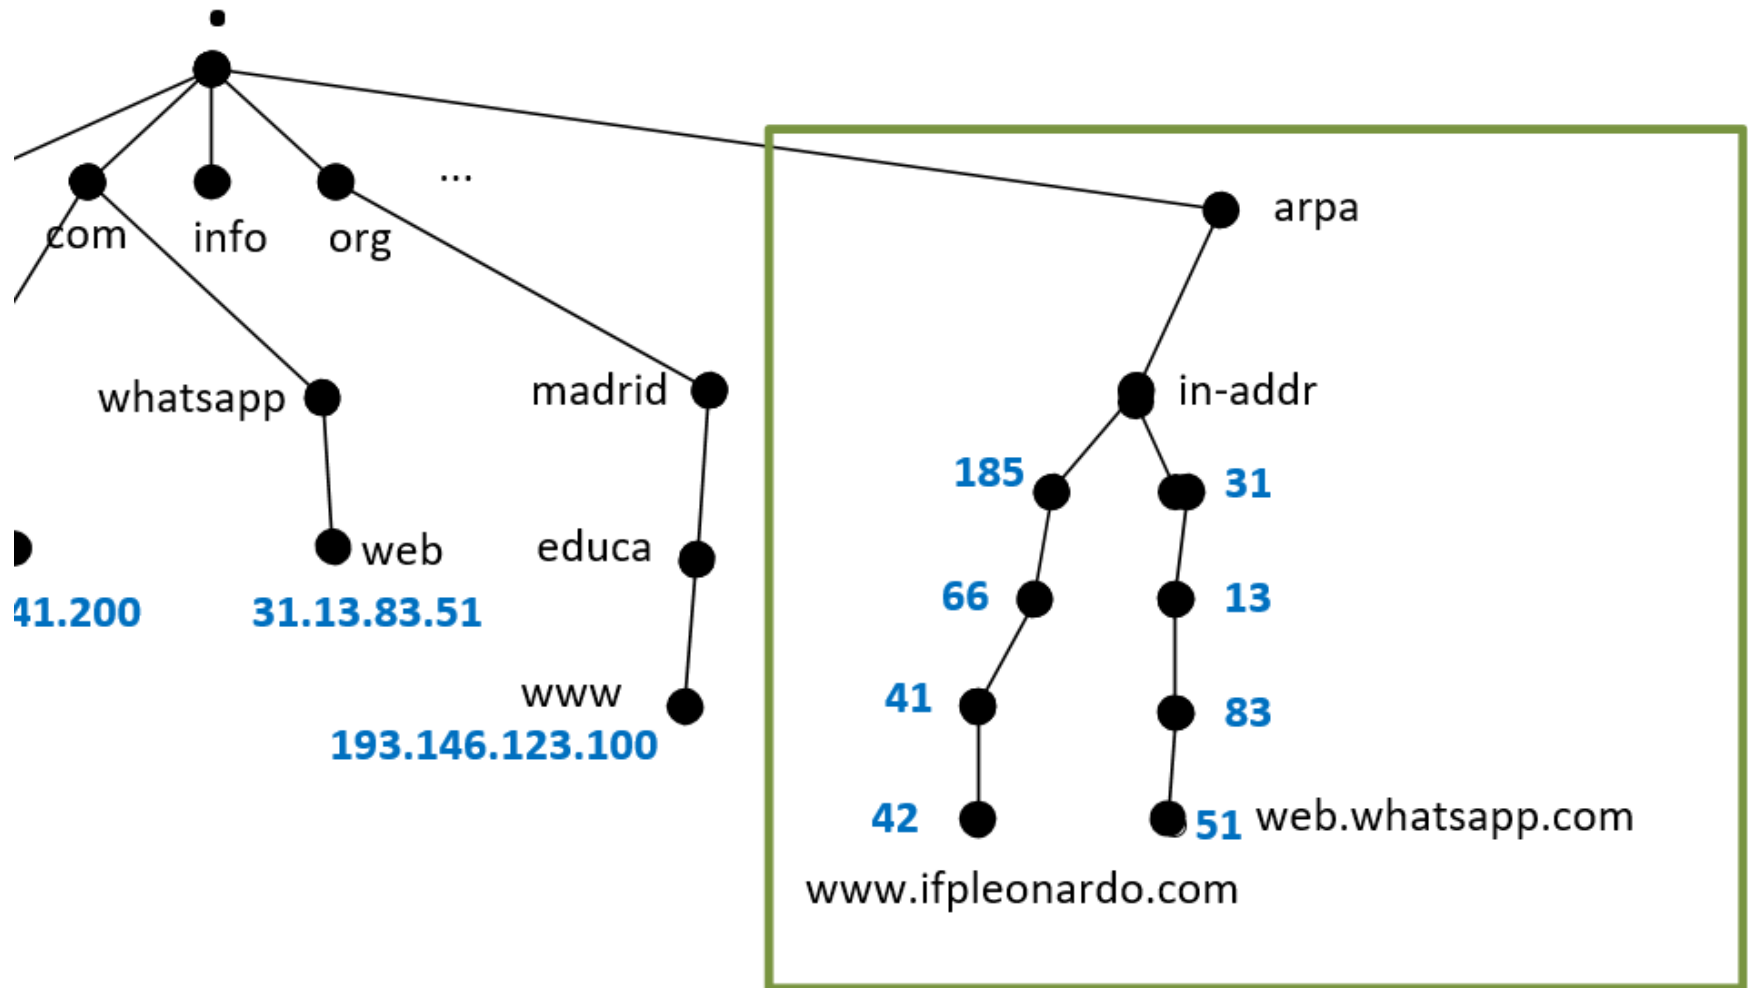 .
...
arpa
com
info
org
whatsapp
madrid
in-addr
185
31
web
educa
66
13
41.200
31.13.83.51
www
41
83
193.146.123.100
42
51
web.whatsapp.com
www.ifpleonardo.com